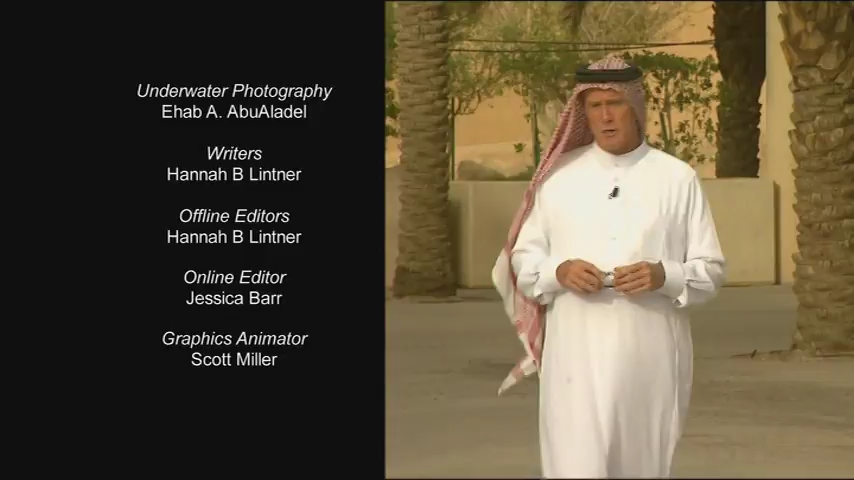 Underwater Photography
Ehab A. AbuAladel
Writers
Hannah B Lintner
Offline Editors
Hannah B Lintner
Online Editor
Jessica Barr
Graphics Animator
Scott Miller